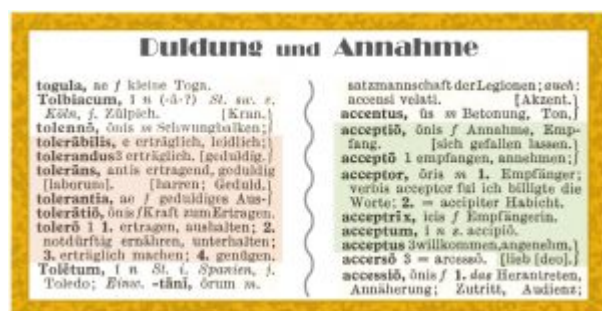 Duldung und Annahme
togula, ae f kleine Toga.
Tolbiacum, ī n (-ā-?) St. sw. v.
Köln, j. Zülpich. [Kran.}
tolennō, ōnis m Schwungbalken;}
tolerābilis, e erträglich, leidlich;}
tolerandus 3 erträglich. [geduldig.}
tolerāns, antis ertragend, geduldig}
[laborum]. [harren; Geduld.}
tolerantia, ae f geduldiges Aus-}
tolerātiō, ōnis f Kraft zum Ertragen.
tolerō 1 1. ertragen, aushalten; 2.
notdürftig ernähren, unterhalten;
3. erträglich machen; 4. genügen.
Tolētum, ī n St. i. Spanien, j.
Toledo; Einw. -tānī, ōrum m.
satzmannschaft der Legionen; auch:
accensi velati. [Akzent.}
accentus, ūs m Betonung, Ton,}
acceptiō, ōnis f Annahme, Emp-
fang. [sich gefallen lassen.}
acceptō 1 empfangen, annehmen;}
acceptor, ōris m 1. Empfänger;
verbis acceptor fui ich billigte die
Worte; 2. = accipiter Habicht.
acceptrīx, īcis f Empfängerin.
acceptum, ī n s. accipiō.
acceptus 3 willkommen, angenehm,}
accersō 3 = arcessō. [lieb [deo].}
accessiō, ōnis f 1. das Herantreten,
Annäherung; Zutritt, Audienz;